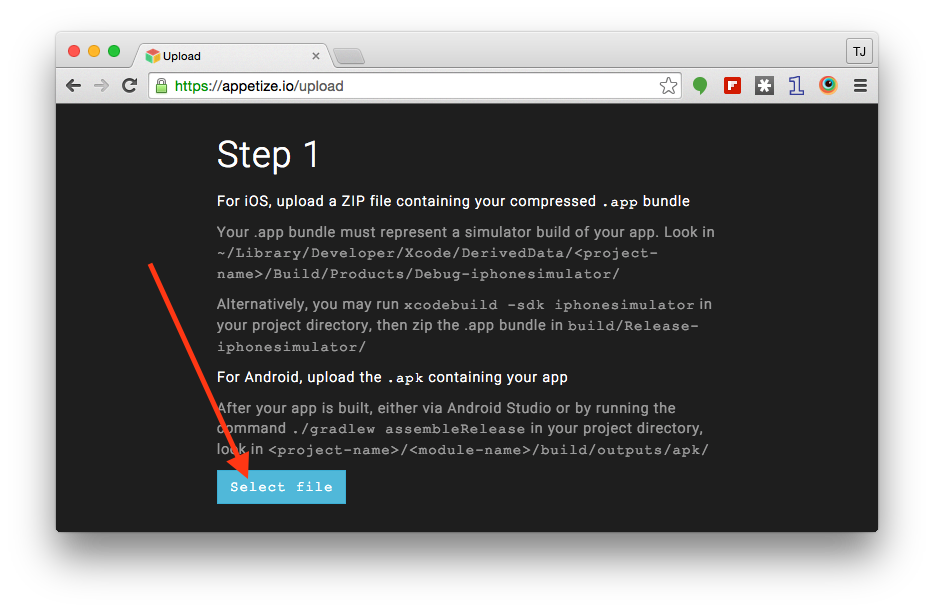 Upload
TJ
https://appetize.io/upload
Step 1
For iOS, upload a ZIP file containing your compressed .app bundle
Your .app bundle must represent a simulator build of your app. Look in
~/Library/Developer/Xcode/DerivedData/<project-
name>/Build/Products/Debug-iphonesimulator/
Alternatively, you may run xcodebuild -sdk iphonesimulator in
your project directory, then zip the .app bundle in build/Release-
iphonesimulator/
For Android, upload the .apk containing your app
After your app is built, either via Android Studio or by running the
command ./gradlew assembleRelease in your project directory,
look in <project-name>/<module-name>/build/outputs/apk/
Select file